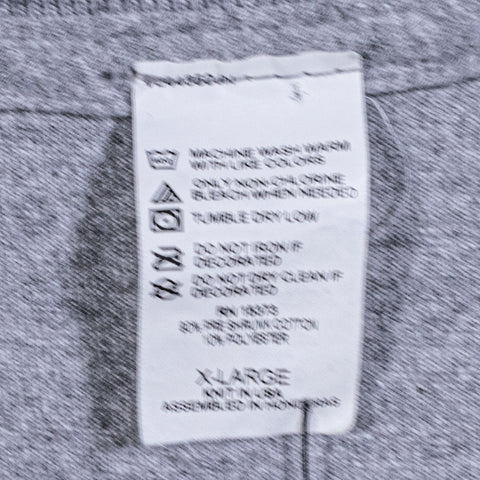 MACHINE WASH WARM
WITH LIKE COLORS
ONLY NON-CHLORINE
BLEACH WHEN NEEDED
TUMBLE DRY LOW
DO NOT IRON IF
DECORATED
DO NOT DRY CLEAN IF
DECORATED
RN 15373
PRE SHRUNK COTTON,
10% POLYESTER
X-LARGE
KNIT IN USA
ASSEMBLED IN HONDURAS